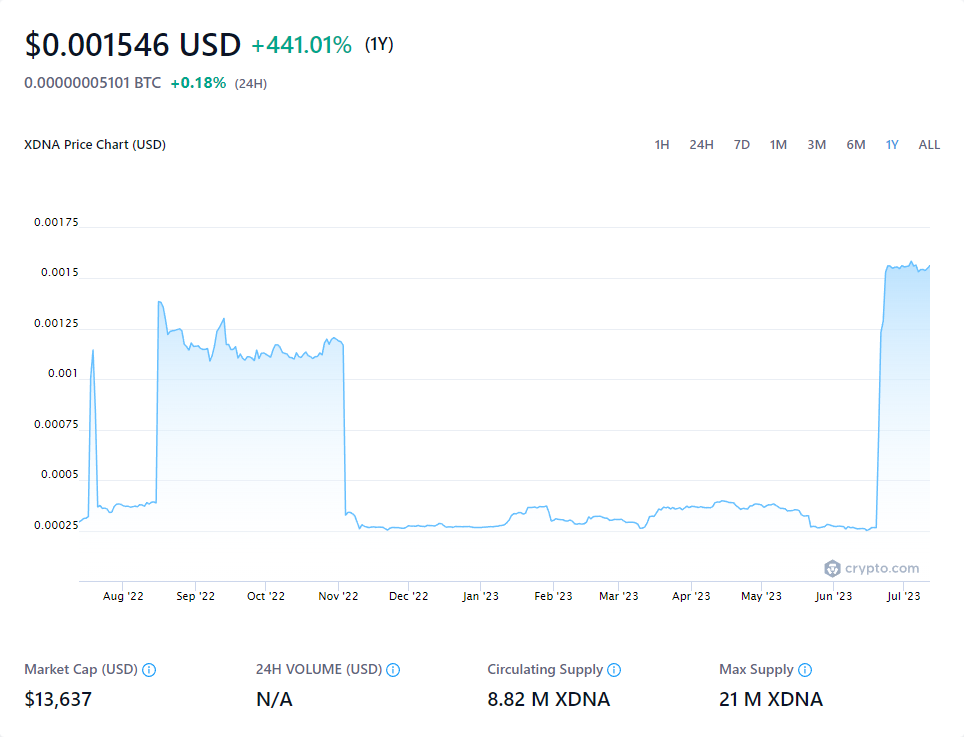 $0.001546 USD +441.01% (1Y)
0.00000005101 BTC +0.18% (24H)
XDNA Price Chart (USD) 1H 24H 7D 1M 3M 6M 1Y ALL
0.00175
0.0015
0.00125
0.001
0.00075
0.0005
0.00025
crypto.com
Aug '22 Sep '22 Oct '22 Nov '22 Dec '22 Jan '23 Feb '23 Mar '23 Apr '23 May '23 Jun '23 Jul '23
Market Cap (USD) 24H VOLUME (USD) Circulating Supply Max Supply
$13,637 N/A 8.82 M XDNA 21 M XDNA